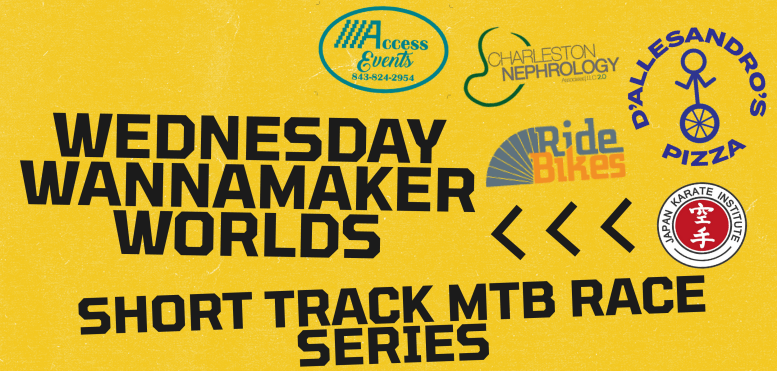 Access
Events
843-824-2954
CHARLESTON
NEPHROLOGY
D'ALLESANDRO'S
PIZZA
Ride
Bikes
WEDNESDAY
WANNAMAKER
WORLDS
JAPAN KARATE INSTITUTE
空
手
SHORT TRACK MTB RACE
SERIES